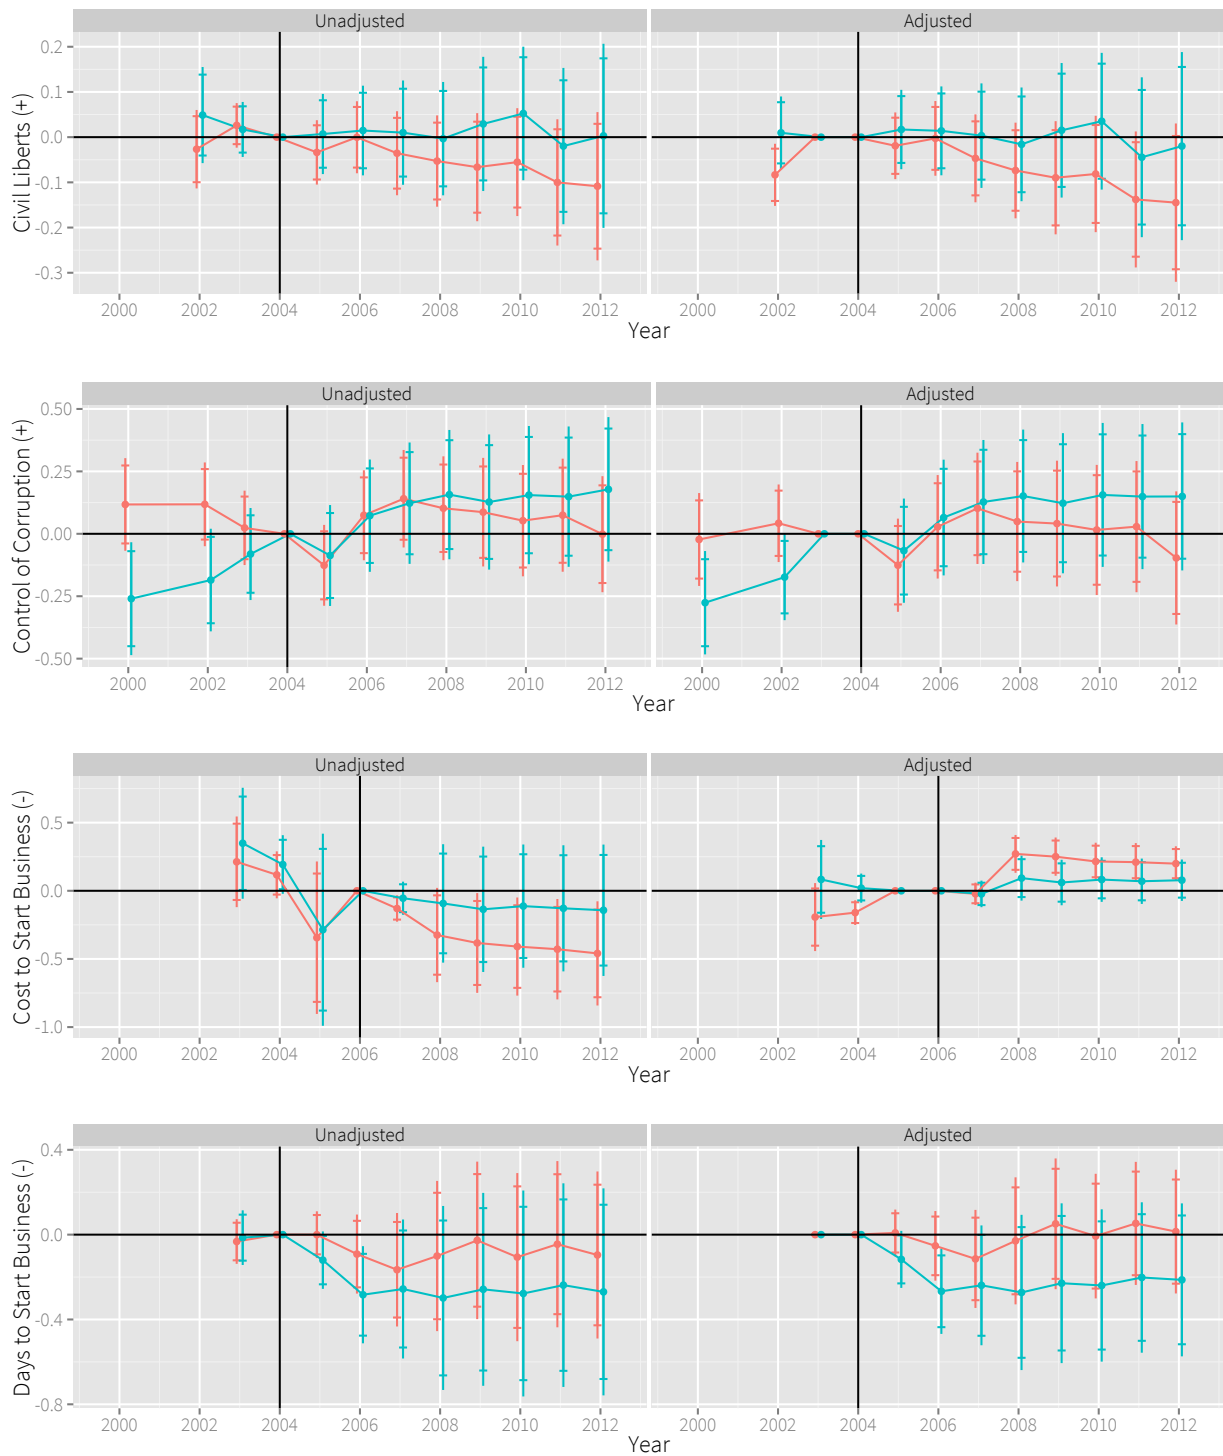 Unadjusted Adjusted
Civil Liberts (+)
0.2
0.1
0.0
-0.1
-0.2
-0.3
2000 2002 2004 2006 2008 2010 2012 2000 2002 2004 2006 2008 2010 2012
Year
Unadjusted Adjusted
Control of Corruption (+)
0.50
0.25
0.00
-0.25
-0.50
2000 2002 2004 2006 2008 2010 2012 2000 2002 2004 2006 2008 2010 2012
Year
Unadjusted Adjusted
Cost to Start Business (-)
0.5
0.0
-0.5
-1.0
2000 2002 2004 2006 2008 2010 2012 2000 2002 2004 2006 2008 2010 2012
Year
Unadjusted Adjusted
Days to Start Business (-)
0.4
0.0
-0.4
-0.8
2000 2002 2004 2006 2008 2010 2012 2000 2002 2004 2006 2008 2010 2012
Year